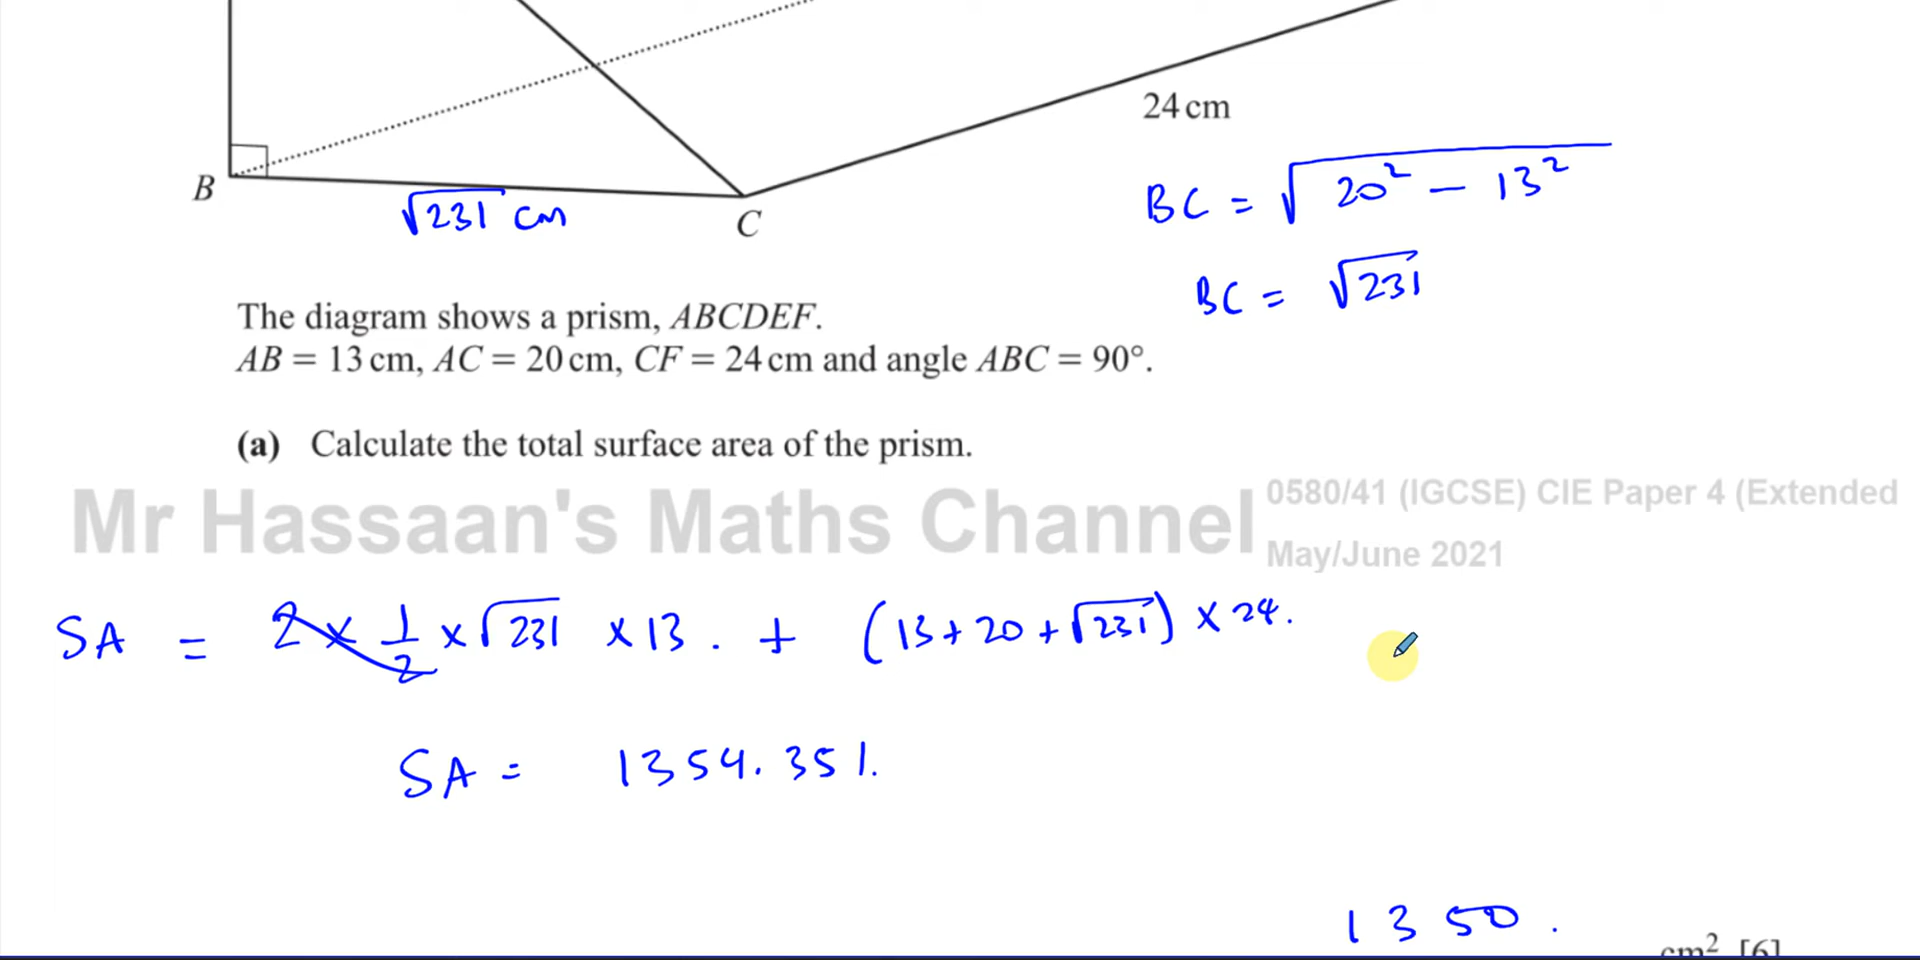 24 cm
B
√231 cm
C
BC = √20² − 13²
BC = √231
The diagram shows a prism, ABCDEF.
AB = 13 cm, AC = 20 cm, CF = 24 cm and angle ABC = 90°.
(a) Calculate the total surface area of the prism.
Mr Hassaan's Maths Channel
0580/41 (IGCSE) CIE Paper 4 (Extended
May/June 2021
SA = 2 × 1/2 × √231 × 13 . + (13 + 20 + √231) × 24.
SA = 1354.351.
1350.
cm² [6]